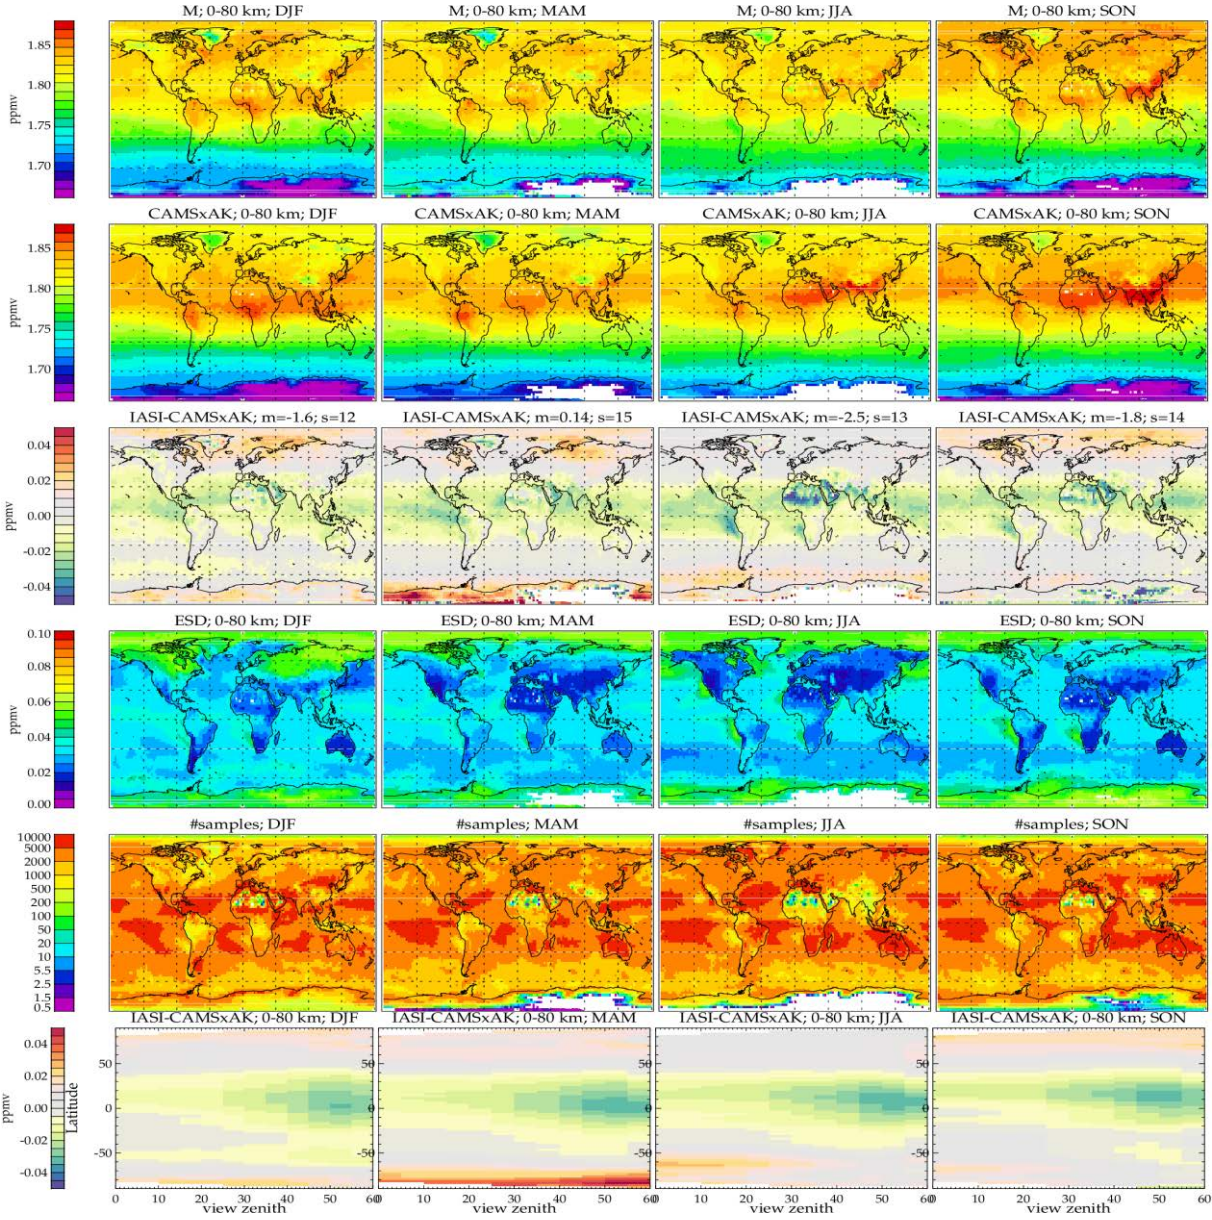 M; 0-80 km; DJF
M; 0-80 km; MAM
M; 0-80 km; JJA
M; 0-80 km; SON
1.85
1.80
1.75
1.70
ppmv
CAMSxAK; 0-80 km; DJF
CAMSxAK; 0-80 km; MAM
CAMSxAK; 0-80 km; JJA
CAMSxAK; 0-80 km; SON
1.85
1.80
1.75
1.70
ppmv
IASI-CAMSxAK; m=-1.6; s=12
IASI-CAMSxAK; m=0.14; s=15
IASI-CAMSxAK; m=-2.5; s=13
IASI-CAMSxAK; m=-1.8; s=14
0.04
0.02
0.00
-0.02
-0.04
ppmv
ESD; 0-80 km; DJF
ESD; 0-80 km; MAM
ESD; 0-80 km; JJA
ESD; 0-80 km; SON
0.10
0.08
0.06
0.04
0.02
0.00
ppmv
#samples; DJF
#samples; MAM
#samples; JJA
#samples; SON
10000
5000
2000
1000
500
200
100
50
20
10
5.5
2.5
1.5
0.5
IASI-CAMSxAK; 0-80 km; DJF
IASI-CAMSxAK; 0-80 km; MAM
IASI-CAMSxAK; 0-80 km; JJA
IASI-CAMSxAK; 0-80 km; SON
0.04
0.02
0.00
-0.02
-0.04
ppmv
Latitude
50
0
-50
50
0
-50
50
0
-50
50
0
-50
0 10 20 30 40 50 60
0 10 20 30 40 50 60
0 10 20 30 40 50 60
0 10 20 30 40 50 60
view zenith
view zenith
view zenith
view zenith